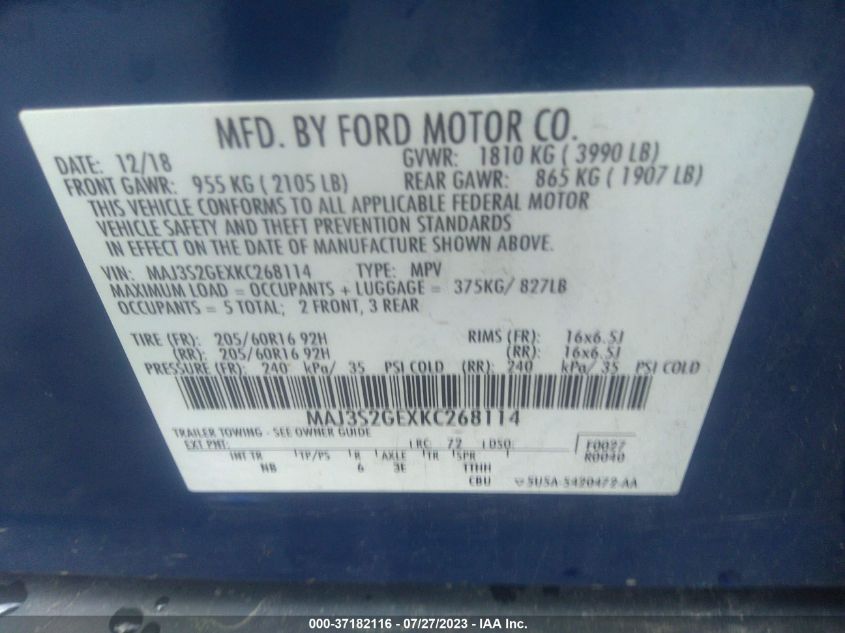 MFD. BY FORD MOTOR CO.
DATE: 12/18 GVWR: 1810 KG ( 3990 LB)
FRONT GAWR: 955 KG ( 2105 LB) REAR GAWR: 865 KG ( 1907 LB)
THIS VEHICLE CONFORMS TO ALL APPLICABLE FEDERAL MOTOR
VEHICLE SAFETY AND THEFT PREVENTION STANDARDS
IN EFFECT ON THE DATE OF MANUFACTURE SHOWN ABOVE.
VIN: MAJ3S2GEXKC268114 TYPE: MPV
MAXIMUM LOAD = OCCUPANTS + LUGGAGE = 375KG/ 827LB
OCCUPANTS = 5 TOTAL; 2 FRONT, 3 REAR
TIRE (FR): 205/60R16 92H RIMS (FR): 16x6.5J
(RR): 205/60R16 92H (RR): 16x6.5J
PRESSURE (FR): 240 kPa/ 35 PSI COLD (RR): 240 kPa/ 35 PSI COLD
MAJ3S2GEXKC268114
TRAILER TOWING - SEE OWNER GUIDE
EXT PNT: RC: 72 DSO: F0027
INT TR TP/PS R AXLE TR SPR R0040
NB 6 3E TTHH
CBU 5U5A-5420472-AA
000-37182116 - 07/27/2023 - IAA Inc.